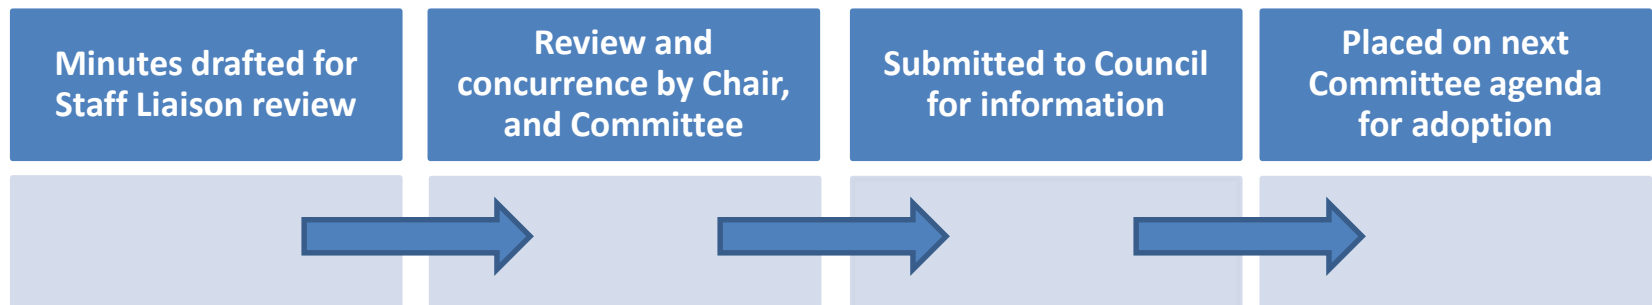 Minutes drafted for
Staff Liaison review
Review and
concurrence by Chair,
and Committee
Submitted to Council
for information
Placed on next
Committee agenda
for adoption